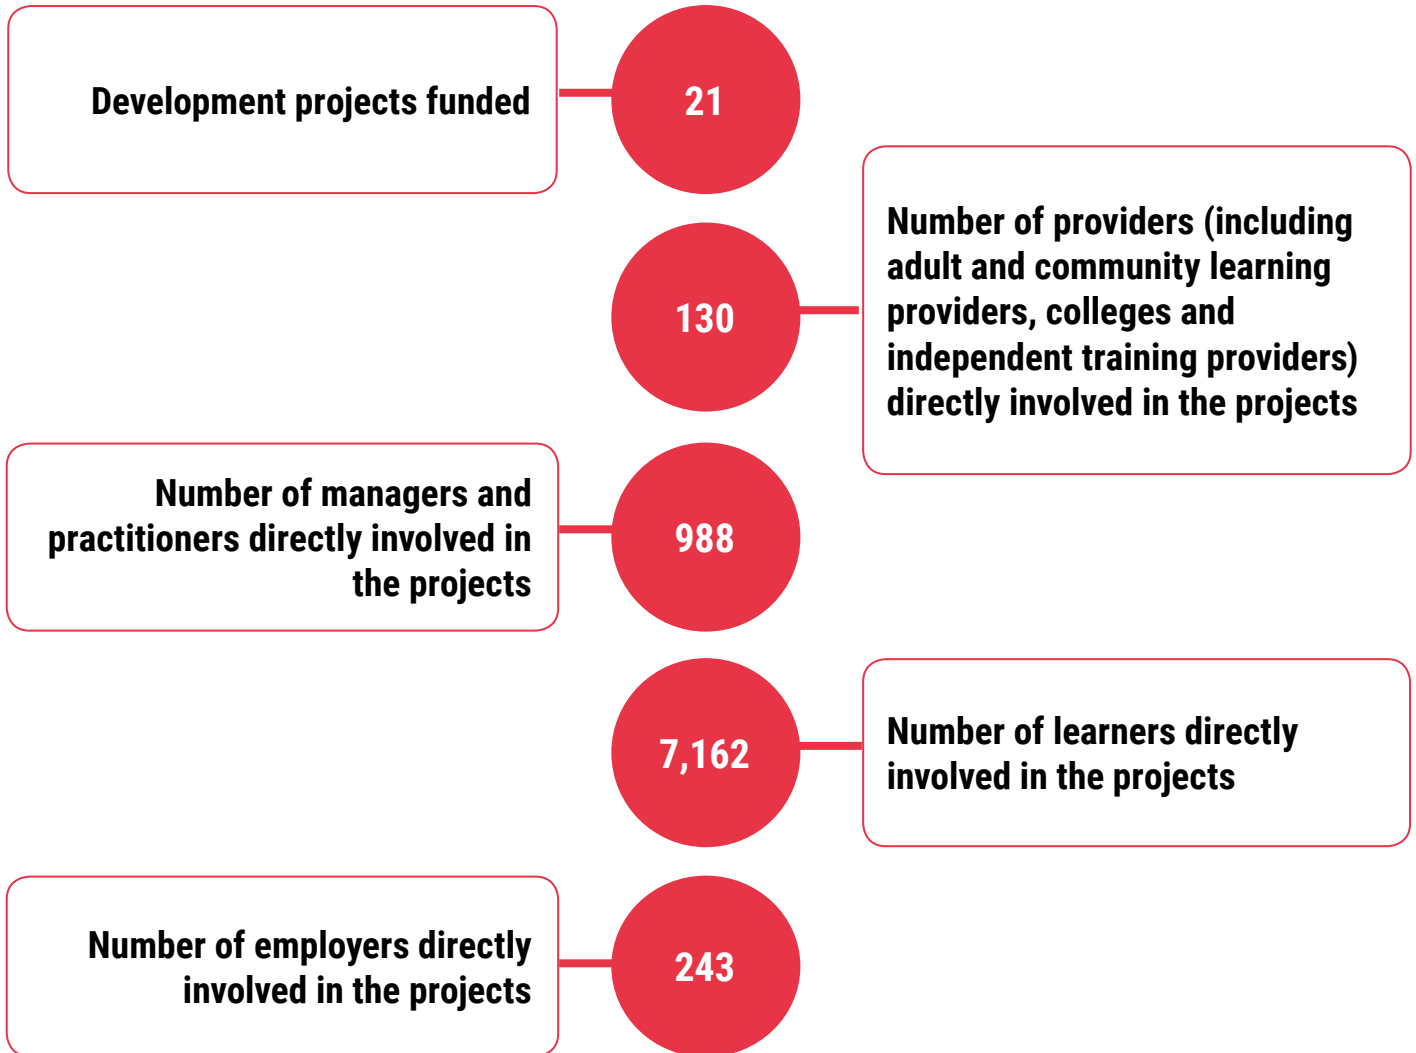 Development projects funded
21
130
Number of providers (including
adult and community learning
providers, colleges and
independent training providers)
directly involved in the projects
Number of managers and
practitioners directly involved in
the projects
988
7,162
Number of learners directly
involved in the projects
Number of employers directly
involved in the projects
243